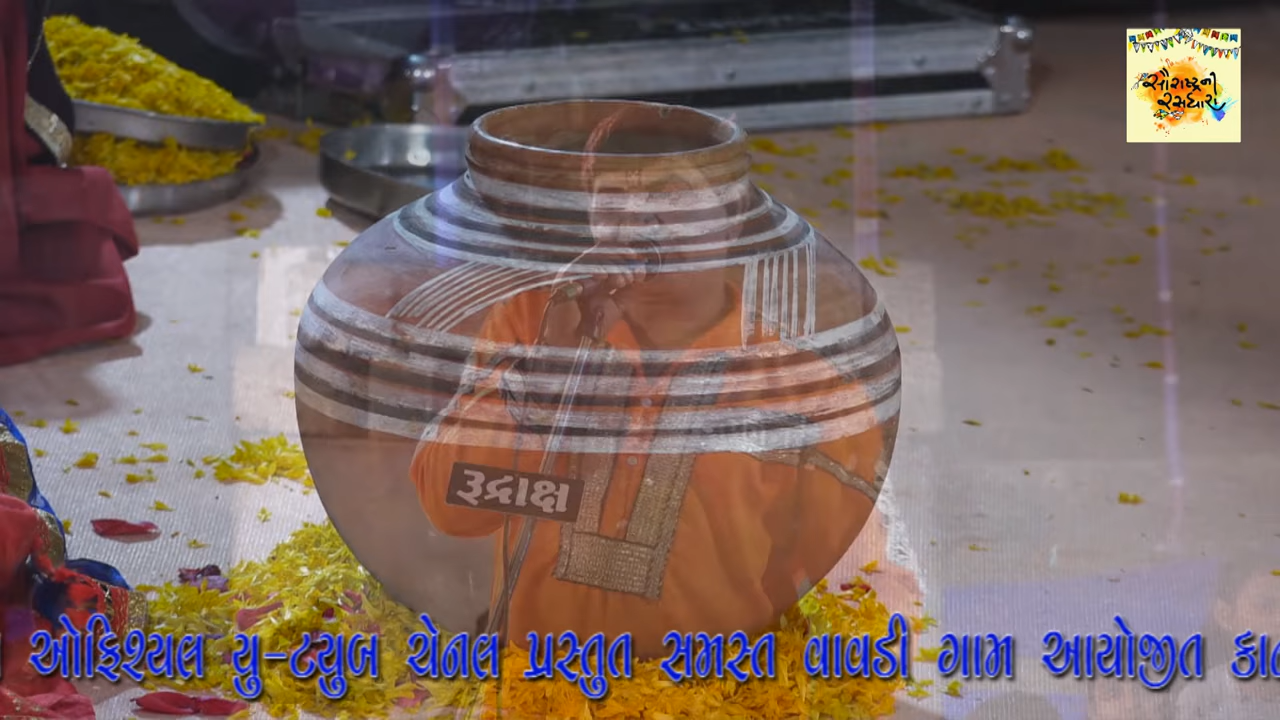 સૌરાષ્ટ્રની
રસધાર
રૂદ્રાક્ષ
ઓફિશ્યલ યુ-ટ્યુબ ચેનલ પ્રસ્તુત સમસ્ત વાવડી ગામ આયોજીત